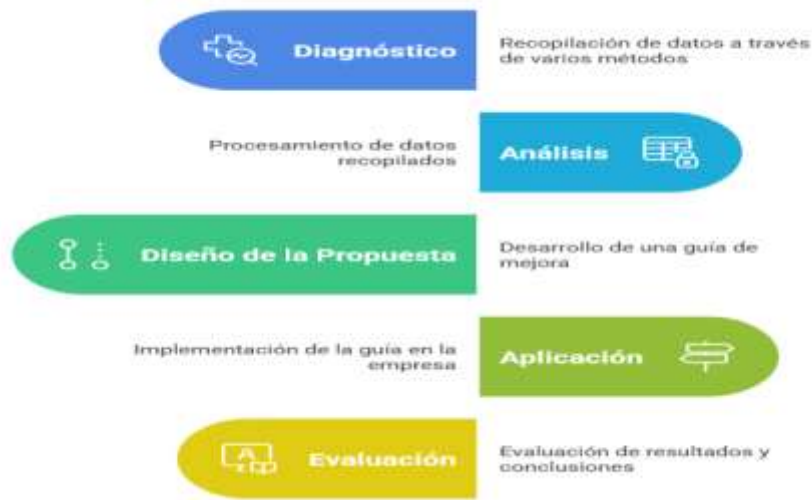 Diagnóstico
Recopilación de datos a través
de varios métodos
Procesamiento de datos
recopilados
Análisis
Diseño de la Propuesta
Desarrollo de una guía de
mejora
Implementación de la guía en la
empresa
Aplicación
Evaluación
Evaluación de resultados y
conclusiones